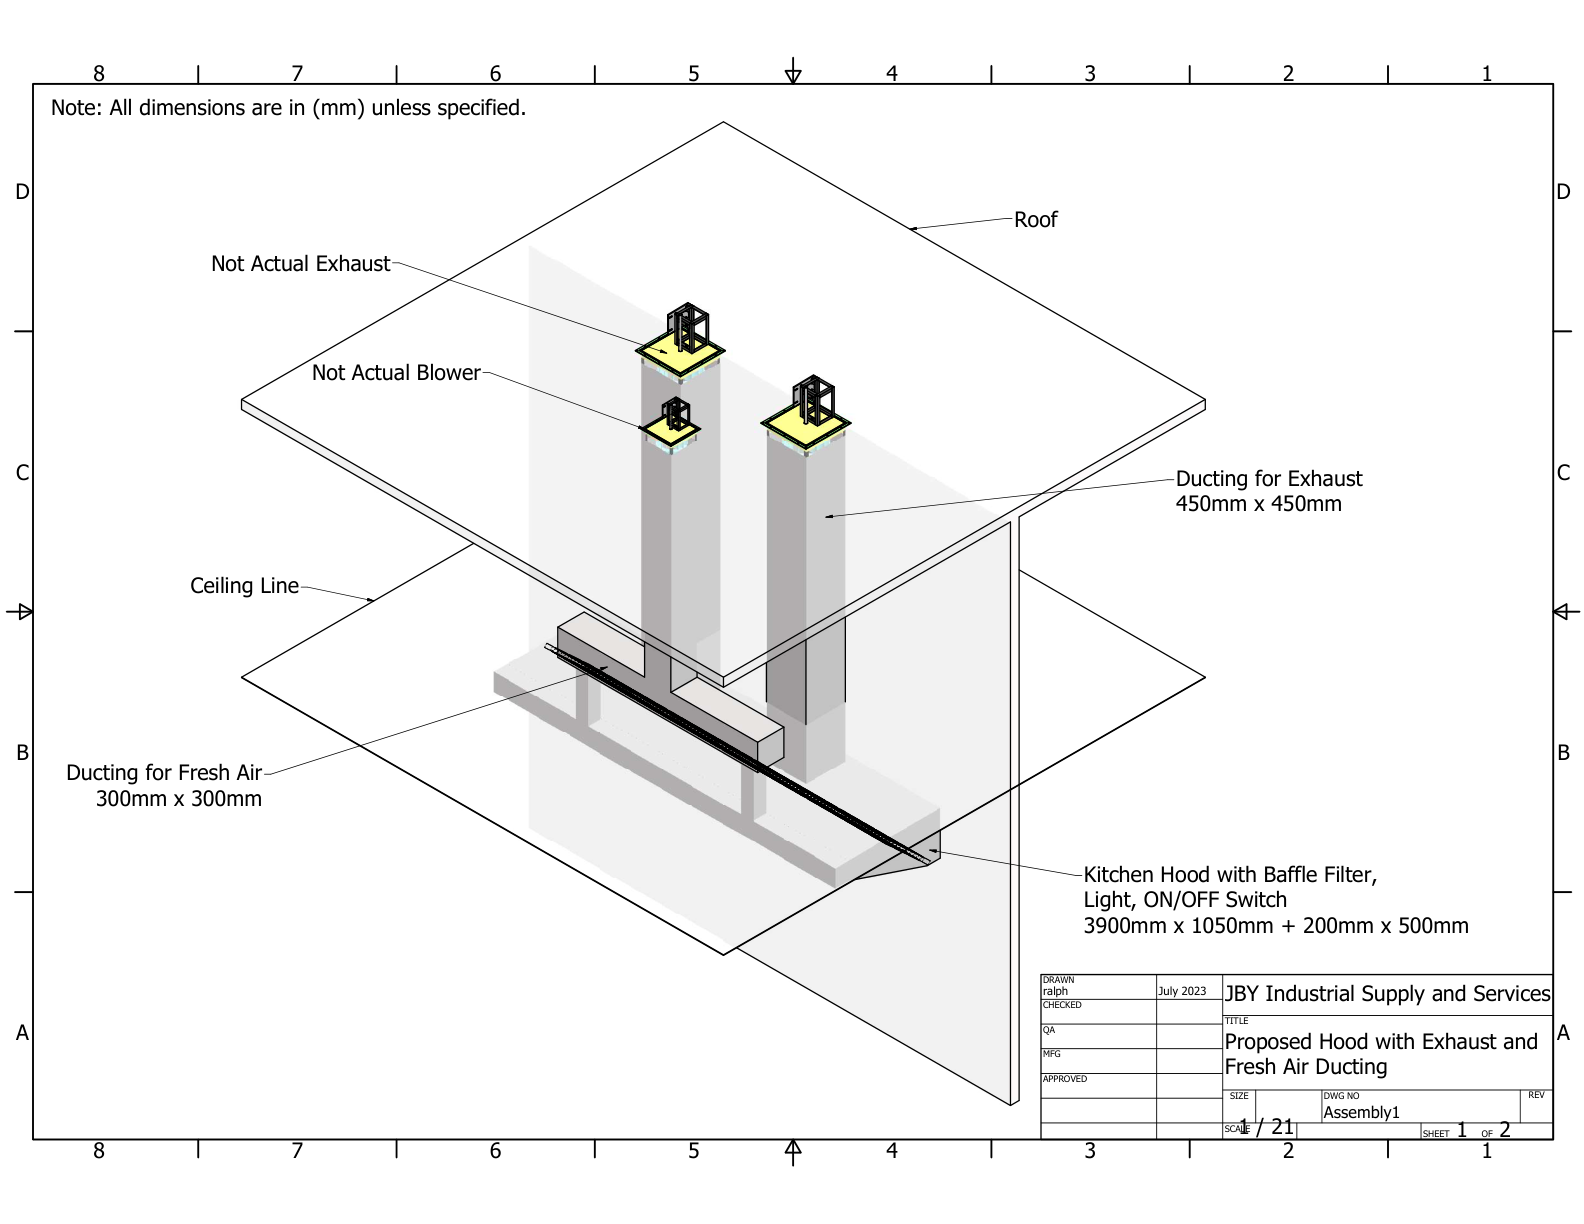 8 7 6 5 4 3 2 1
Note: All dimensions are in (mm) unless specified.
D
D
Roof
Not Actual Exhaust
Not Actual Blower
C
C
Ducting for Exhaust
450mm x 450mm
Ceiling Line
B
B
Ducting for Fresh Air
300mm x 300mm
Kitchen Hood with Baffle Filter,
Light, ON/OFF Switch
3900mm x 1050mm + 200mm x 500mm
A
A
DRAWN
ralph
July 2023
CHECKED
QA
MFG
APPROVED
JBY Industrial Supply and Services
TITLE
Proposed Hood with Exhaust and
Fresh Air Ducting
SIZE
DWG NO
Assembly1
REV
SCALE
1 / 21
SHEET 1 OF 2
8 7 6 5 4 3 2 1